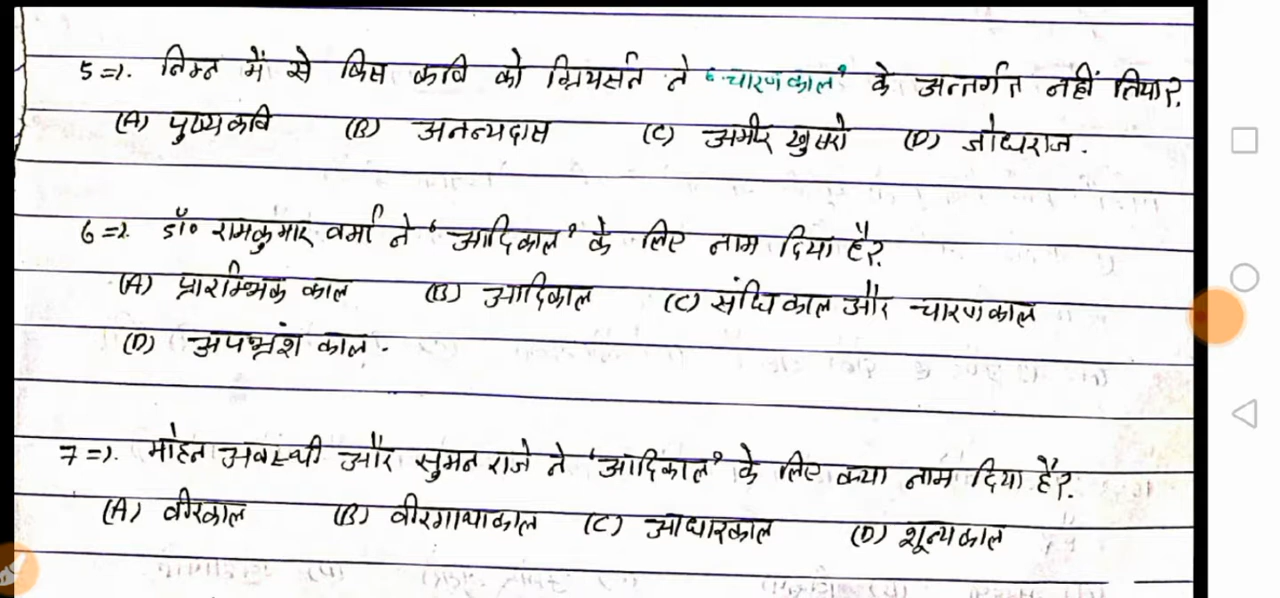 5⇒. निम्न में से किस कवि को ग्रियर्सन ने 'चारणकाल' के अन्तर्गत नहीं लिया?
(A) पुष्यकवि (B) अनन्यदास (C) अमीर खुसरो (D) जोधराज.
6⇒. डॉ० रामकुमार वर्मा ने 'आदिकाल' के लिए नाम दिया है?
(A) प्रारम्भिक काल (B) आदिकाल (C) संधिकाल और चारणकाल
(D) अपभ्रंश काल.
7⇒. मोहन अवस्थी और सुमन राजे ने 'आदिकाल' के लिए क्या नाम दिया है?
(A) वीरकाल (B) वीरगाथाकाल (C) आधारकाल (D) शून्यकाल